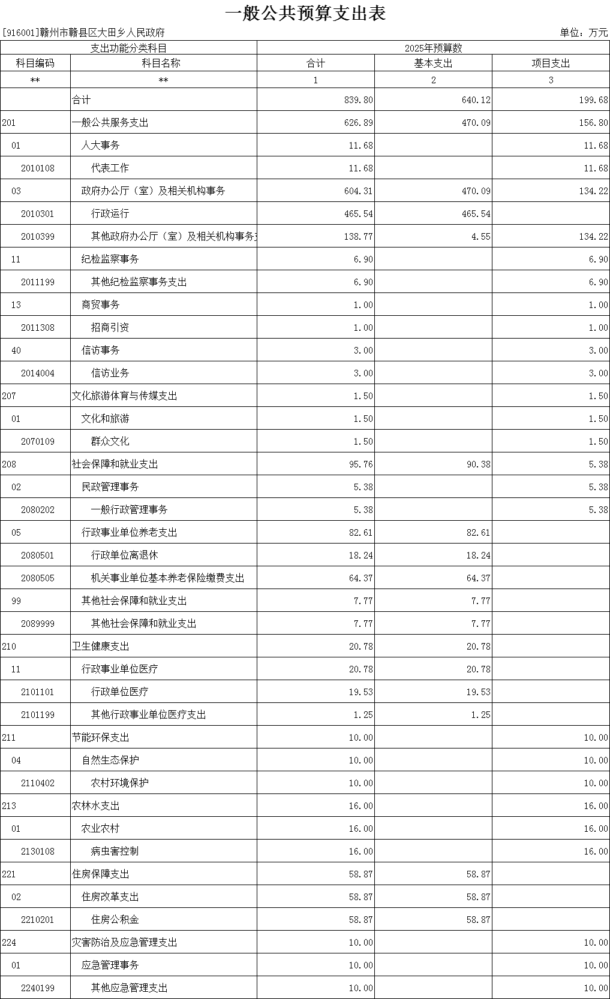 一般公共预算支出表
[916001]赣州市赣县区大田乡人民政府 单位：万元
支出功能分类科目 2025年预算数
科目编码 科目名称 合计 基本支出 项目支出
** ** 1 2 3
合计 839.80 640.12 199.68
201 一般公共服务支出 626.89 470.09 156.80
01 人大事务 11.68 11.68
2010108 代表工作 11.68 11.68
03 政府办公厅（室）及相关机构事务 604.31 470.09 134.22
2010301 行政运行 465.54 465.54
2010399 其他政府办公厅（室）及相关机构事务 138.77 4.55 134.22
11 纪检监察事务 6.90 6.90
2011199 其他纪检监察事务支出 6.90 6.90
13 商贸事务 1.00 1.00
2011308 招商引资 1.00 1.00
40 信访事务 3.00 3.00
2014004 信访业务 3.00 3.00
207 文化旅游体育与传媒支出 1.50 1.50
01 文化和旅游 1.50 1.50
2070109 群众文化 1.50 1.50
208 社会保障和就业支出 95.76 90.38 5.38
02 民政管理事务 5.38 5.38
2080202 一般行政管理事务 5.38 5.38
05 行政事业单位养老支出 82.61 82.61
2080501 行政单位离退休 18.24 18.24
2080505 机关事业单位基本养老保险缴费支出 64.37 64.37
99 其他社会保障和就业支出 7.77 7.77
2089999 其他社会保障和就业支出 7.77 7.77
210 卫生健康支出 20.78 20.78
11 行政事业单位医疗 20.78 20.78
2101101 行政单位医疗 19.53 19.53
2101199 其他行政事业单位医疗支出 1.25 1.25
211 节能环保支出 10.00 10.00
04 自然生态保护 10.00 10.00
2110402 农村环境保护 10.00 10.00
213 农林水支出 16.00 16.00
01 农业农村 16.00 16.00
2130108 病虫害控制 16.00 16.00
221 住房保障支出 58.87 58.87
02 住房改革支出 58.87 58.87
2210201 住房公积金 58.87 58.87
224 灾害防治及应急管理支出 10.00 10.00
01 应急管理事务 10.00 10.00
2240199 其他应急管理支出 10.00 10.00